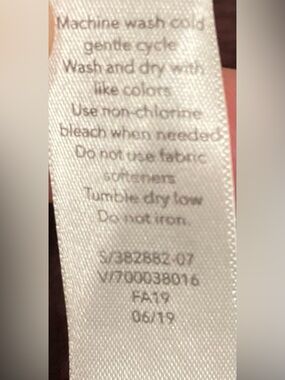 Machine wash cold
gentle cycle
Wash and dry with
like colors
Use non-chlorine
bleach when needed
Do not use fabric
softeners
Tumble dry low
Do not iron.
S/382882-07
V/700038016
FA19
06/19